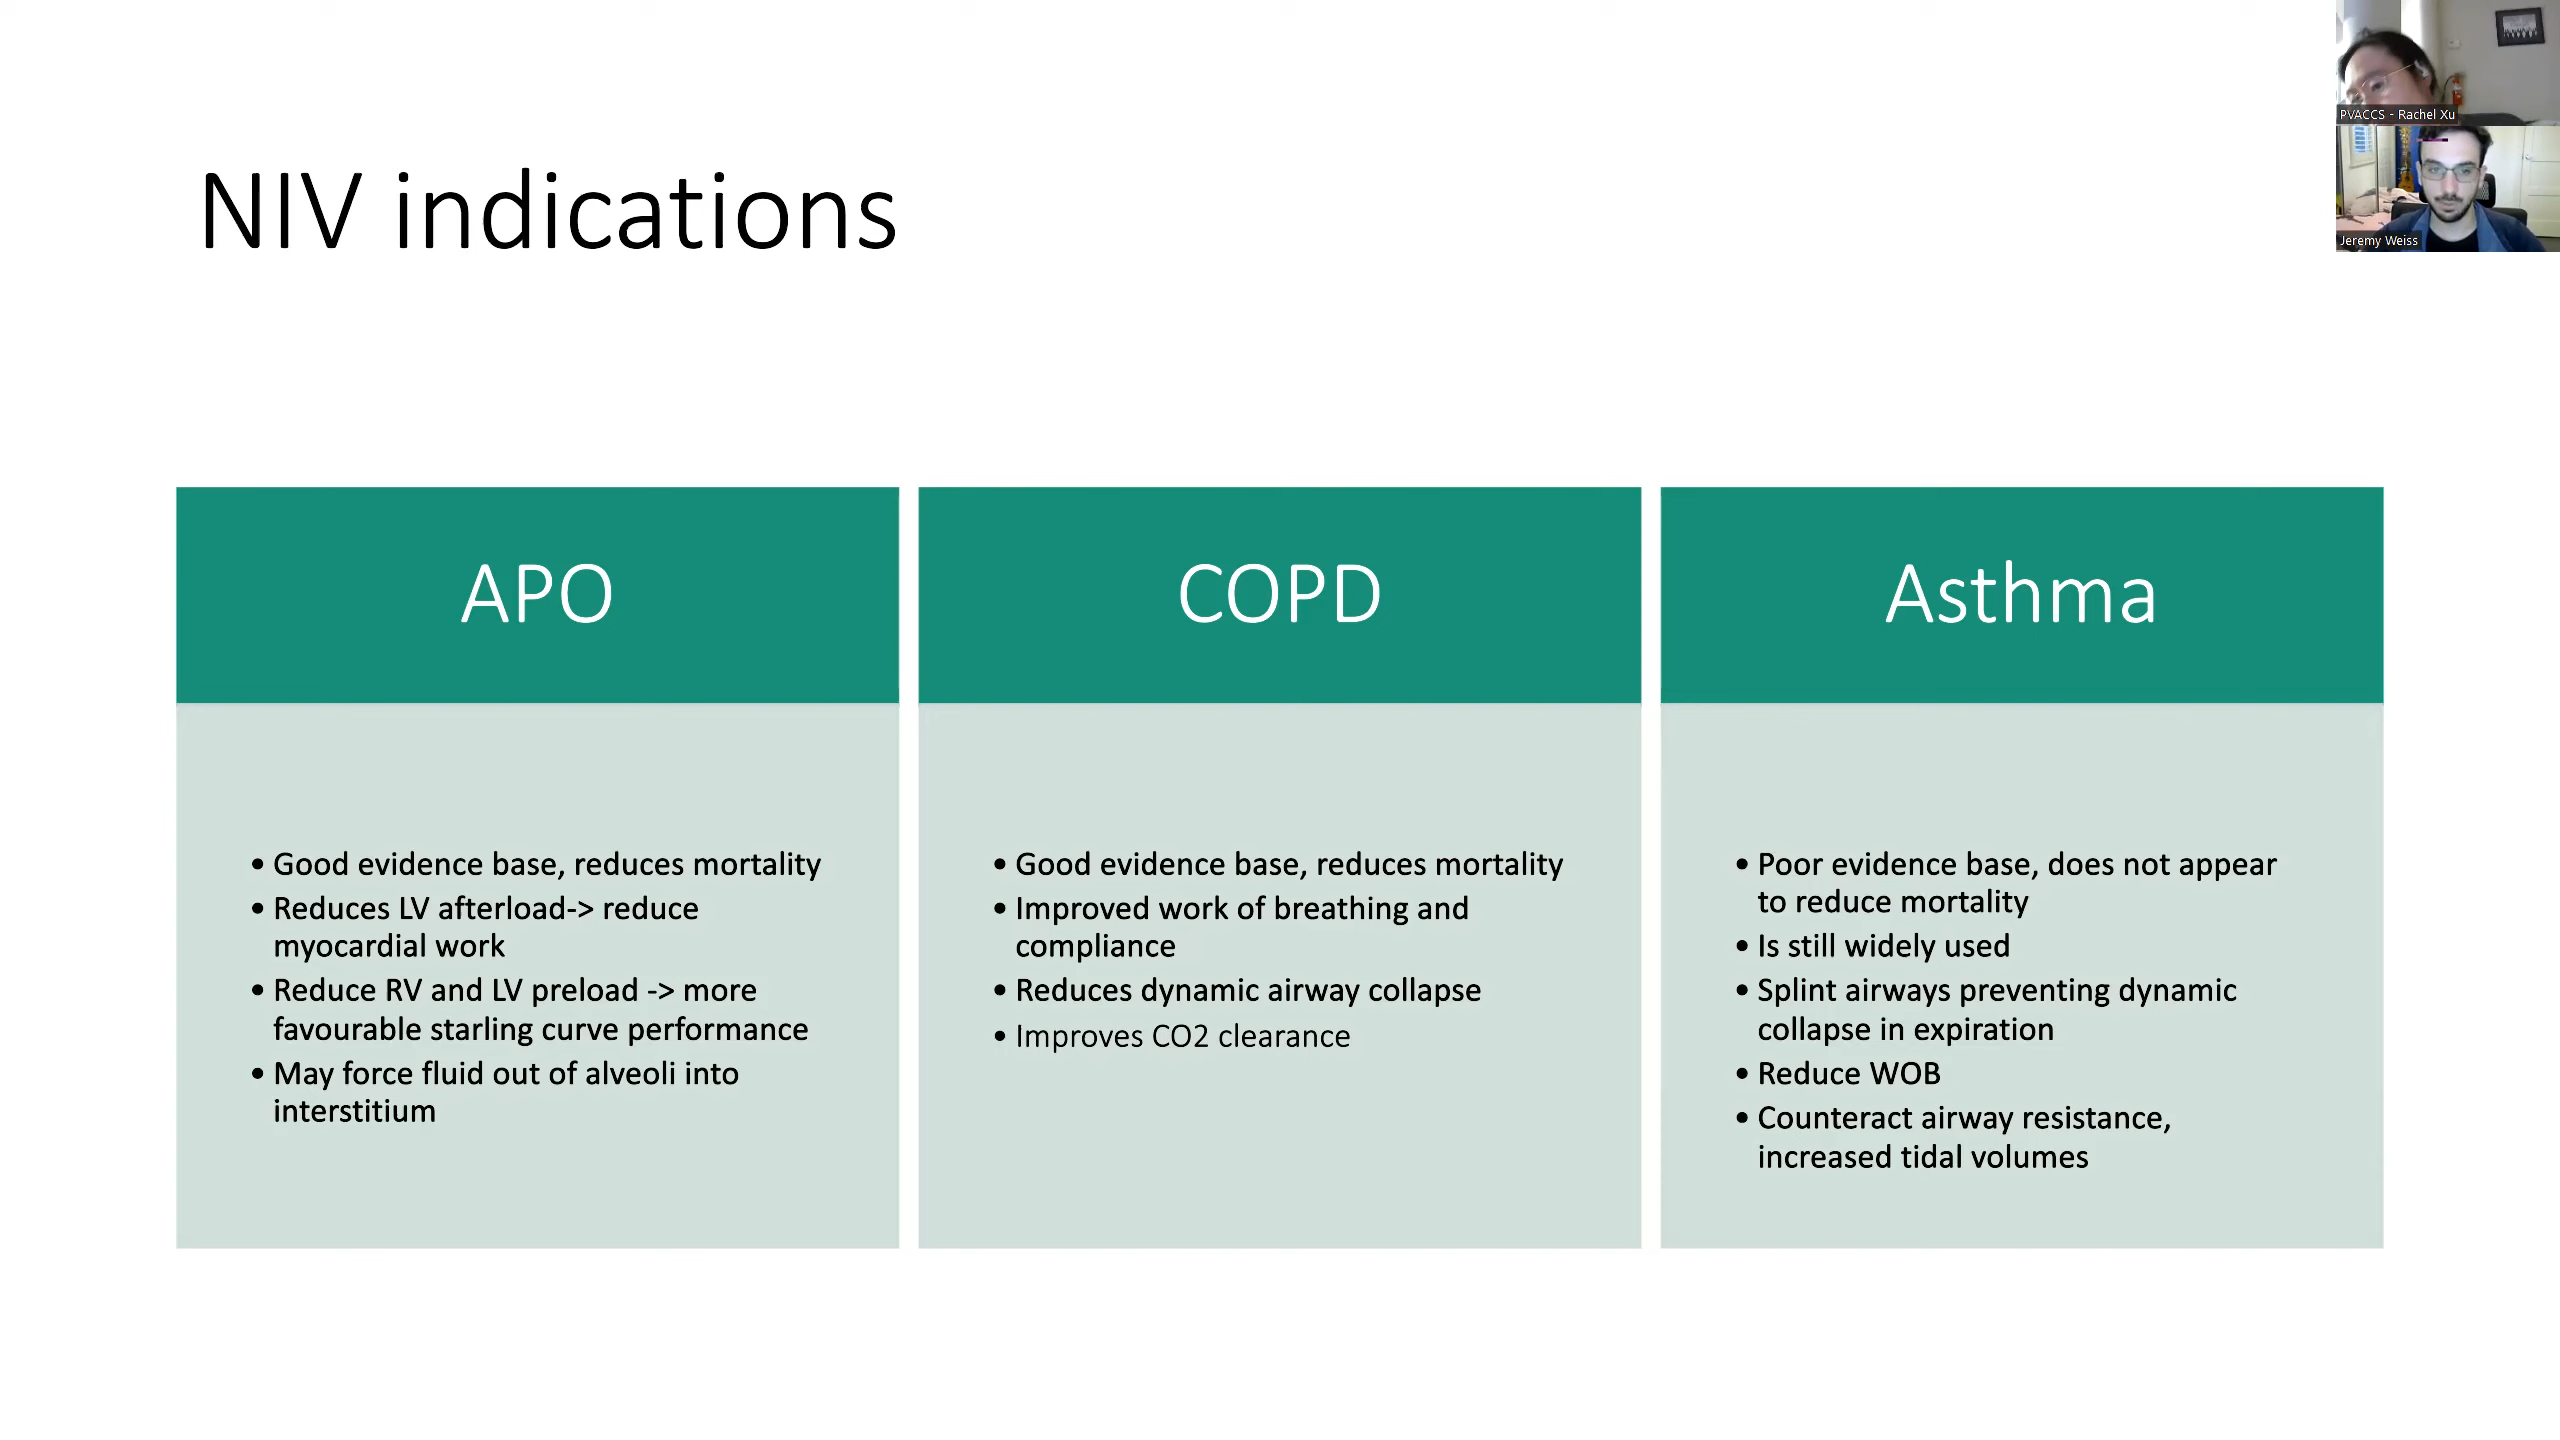 PVACCS - Rachel Xu
Jeremy Weiss
NIV indications
APO
• Good evidence base, reduces mortality
• Reduces LV afterload-> reduce
myocardial work
• Reduce RV and LV preload -> more
favourable starling curve performance
• May force fluid out of alveoli into
interstitium
COPD
• Good evidence base, reduces mortality
• Improved work of breathing and
compliance
• Reduces dynamic airway collapse
• Improves CO2 clearance
Asthma
• Poor evidence base, does not appear
to reduce mortality
• Is still widely used
• Splint airways preventing dynamic
collapse in expiration
• Reduce WOB
• Counteract airway resistance,
increased tidal volumes